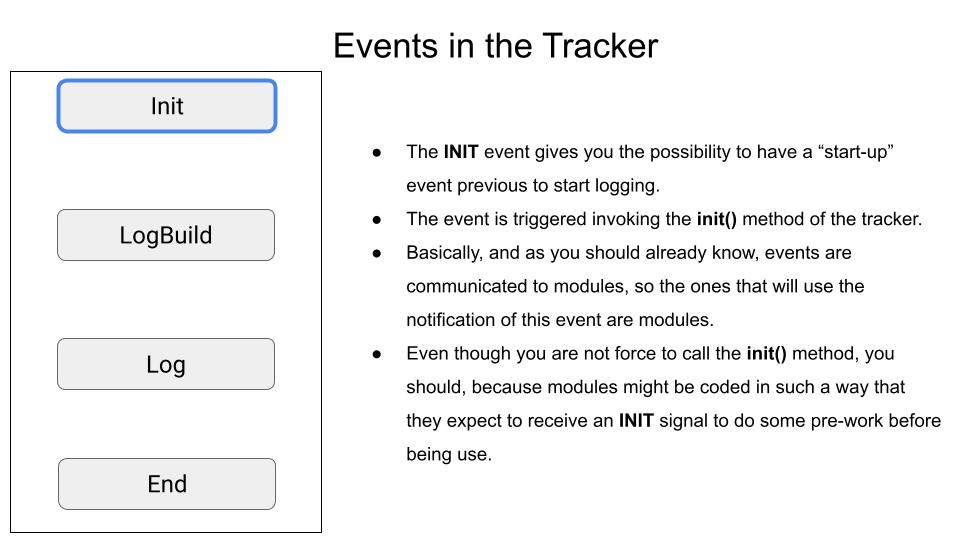 Events in the Tracker
Init
LogBuild
Log
End
● The INIT event gives you the possibility to have a “start-up”
event previous to start logging.
● The event is triggered invoking the init() method of the tracker.
● Basically, and as you should already know, events are
communicated to modules, so the ones that will use the
notification of this event are modules.
● Even though you are not force to call the init() method, you
should, because modules might be coded in such a way that
they expect to receive an INIT signal to do some pre-work before
being use.